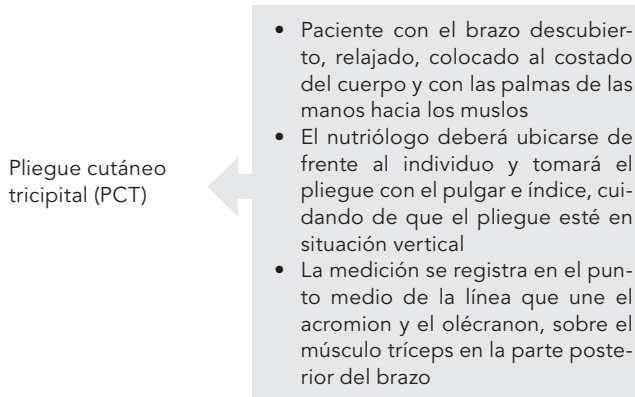 Pliegue cutáneo
tricipital (PCT)
• Paciente con el brazo descubier-
to, relajado, colocado al costado
del cuerpo y con las palmas de las
manos hacia los muslos
• El nutriólogo deberá ubicarse de
frente al individuo y tomará el
pliegue con el pulgar e índice, cui-
dando de que el pliegue esté en
situación vertical
• La medición se registra en el pun-
to medio de la línea que une el
acromion y el olécranon, sobre el
músculo tríceps en la parte poste-
rior del brazo